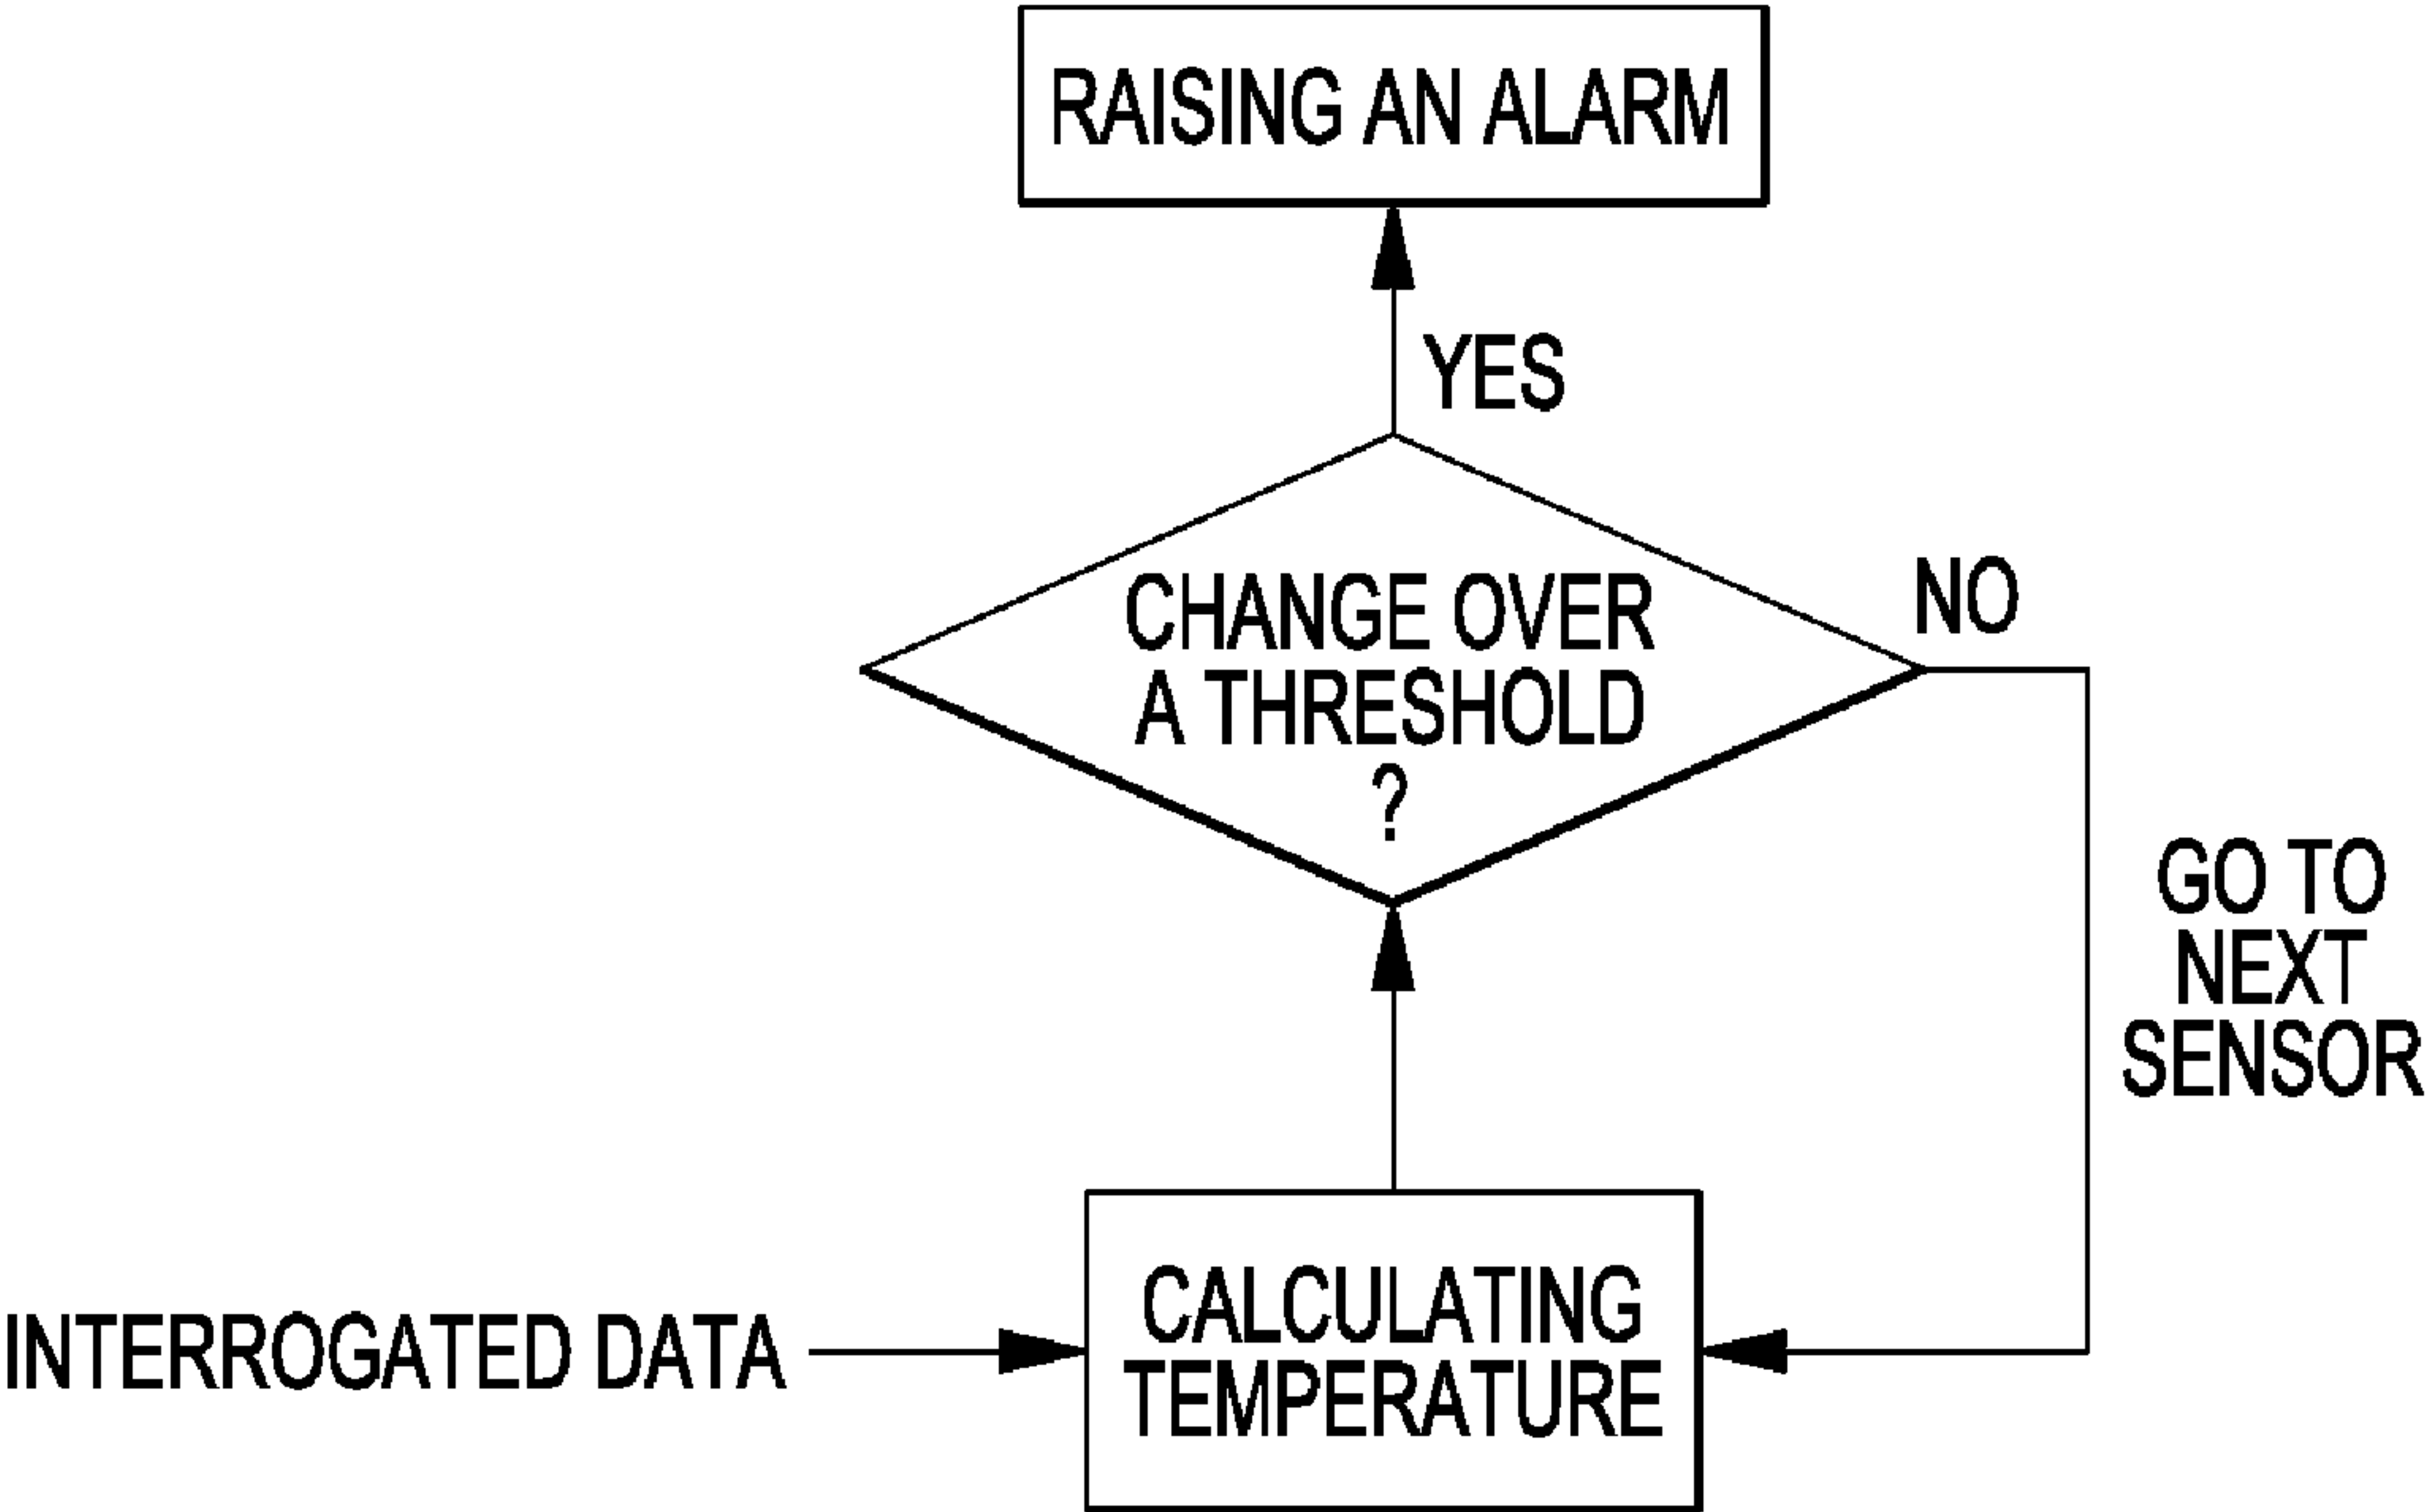 RAISING AN ALARM
YES
CHANGE OVER
A THRESHOLD
?
NO
GO TO
NEXT
SENSOR
INTERROGATED DATA
CALCULATING
TEMPERATURE